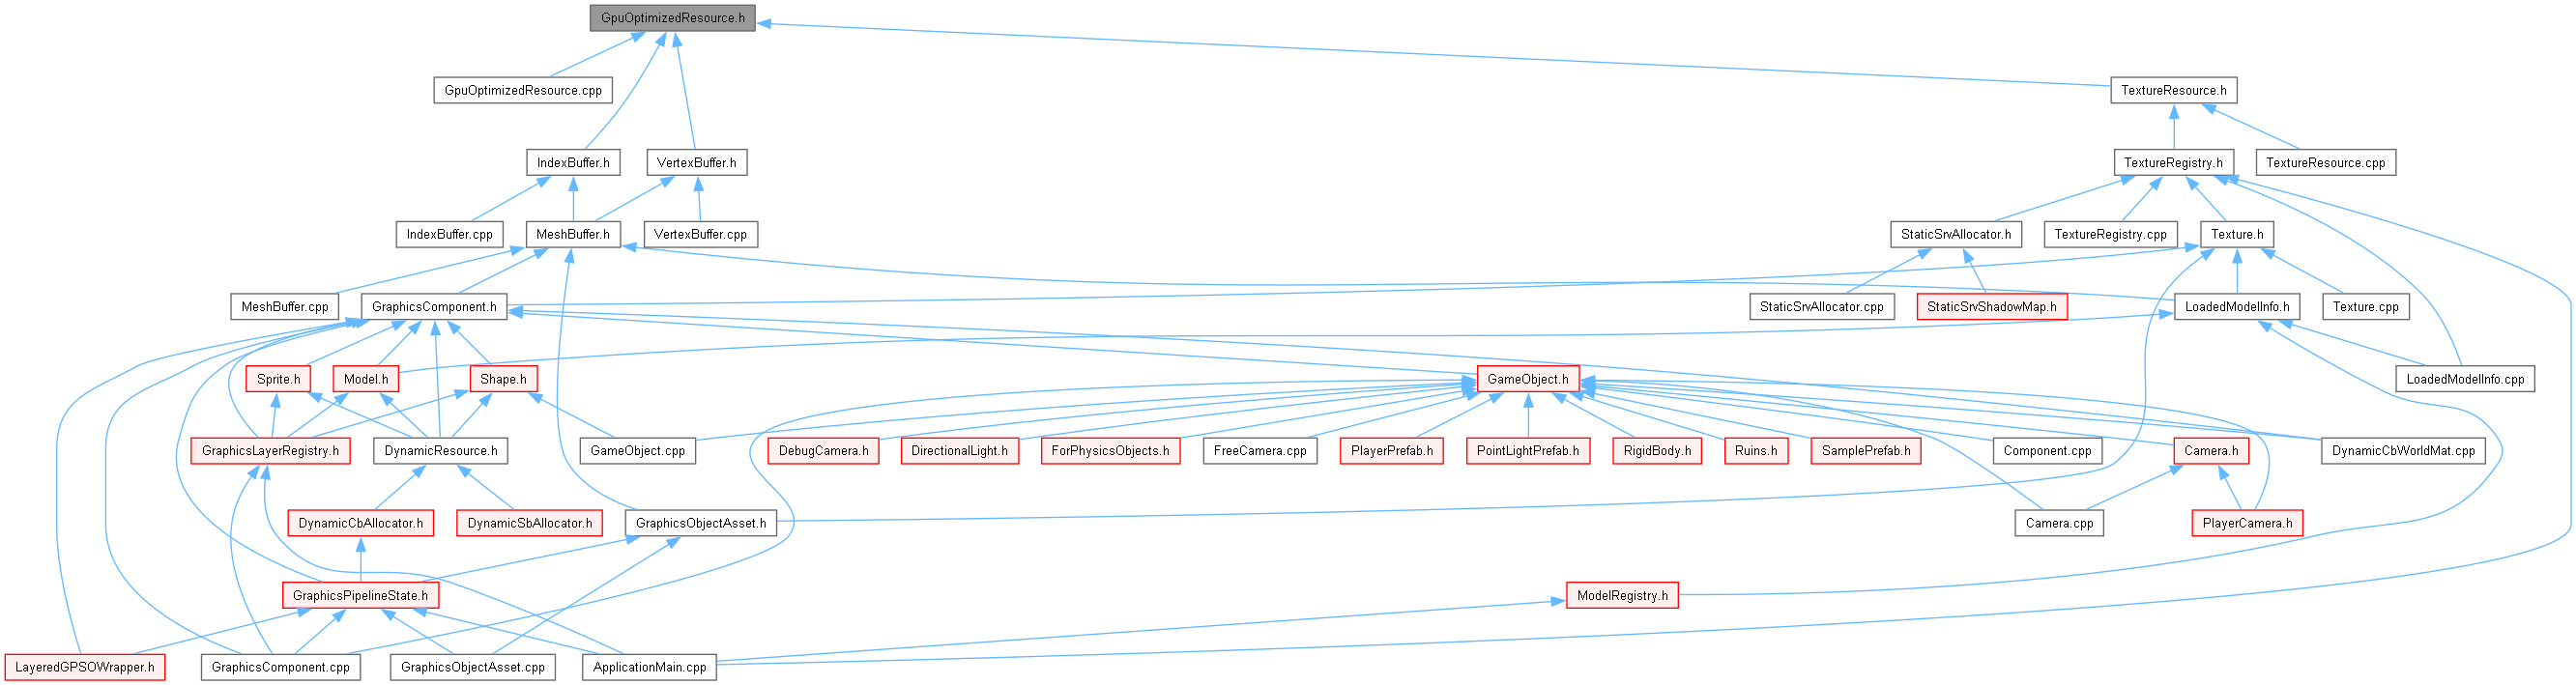 GpuOptimizedResource.h
GpuOptimizedResource.cpp
TextureResource.h
IndexBuffer.h
VertexBuffer.h
TextureRegistry.h
TextureResource.cpp
IndexBuffer.cpp
MeshBuffer.h
VertexBuffer.cpp
StaticSrvAllocator.h
TextureRegistry.cpp
Texture.h
MeshBuffer.cpp
GraphicsComponent.h
StaticSrvAllocator.cpp
StaticSrvShadowMap.h
LoadedModelInfo.h
Texture.cpp
Sprite.h
Model.h
Shape.h
GameObject.h
LoadedModelInfo.cpp
GraphicsLayerRegistry.h
DynamicResource.h
GameObject.cpp
DebugCamera.h
DirectionalLight.h
ForPhysicsObjects.h
FreeCamera.cpp
PlayerPrefab.h
PointLightPrefab.h
RigidBody.h
Ruins.h
SamplePrefab.h
Component.cpp
Camera.h
DynamicCbWorldMat.cpp
DynamicCbAllocator.h
DynamicSbAllocator.h
GraphicsObjectAsset.h
Camera.cpp
PlayerCamera.h
GraphicsPipelineState.h
ModelRegistry.h
LayeredGPSOWrapper.h
GraphicsComponent.cpp
GraphicsObjectAsset.cpp
ApplicationMain.cpp